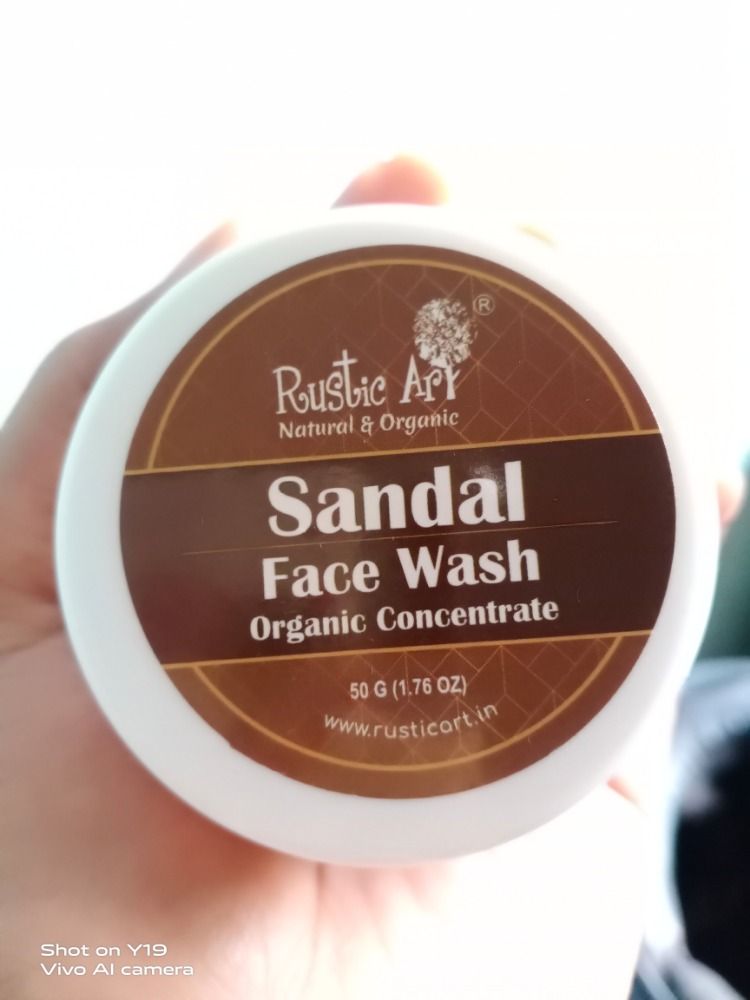 ®
Rustic Art
Natural & Organic
Sandal
Face Wash
Organic Concentrate
50 G (1.76 OZ)
www.rusticart.in
Shot on Y19
Vivo AI camera